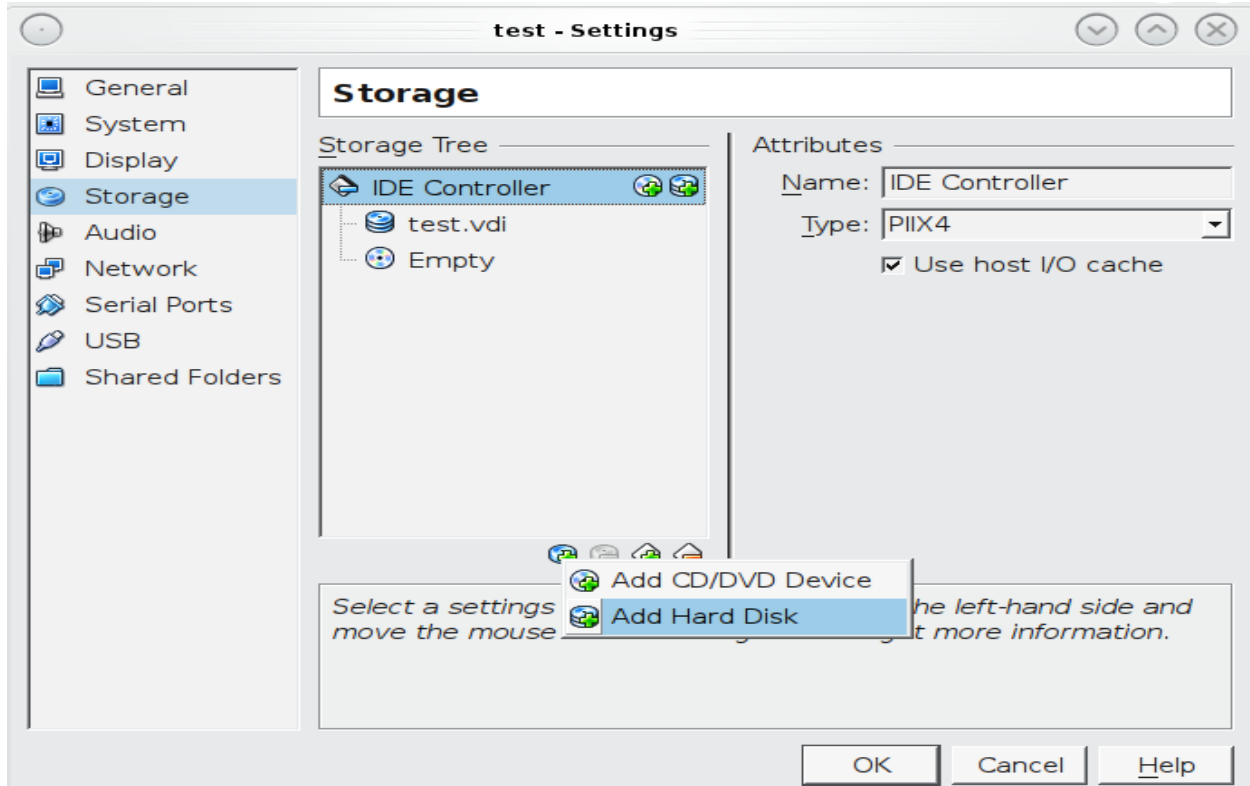 test - Settings
General
System
Display
Storage
Audio
Network
Serial Ports
USB
Shared Folders
Storage
Storage Tree
IDE Controller
test.vdi
Empty
Attributes
Name: IDE Controller
Type: PIIX4
Use host I/O cache
Add CD/DVD Device
Add Hard Disk
Select a settings he left-hand side and
move the mouse t more information.
OK Cancel Help